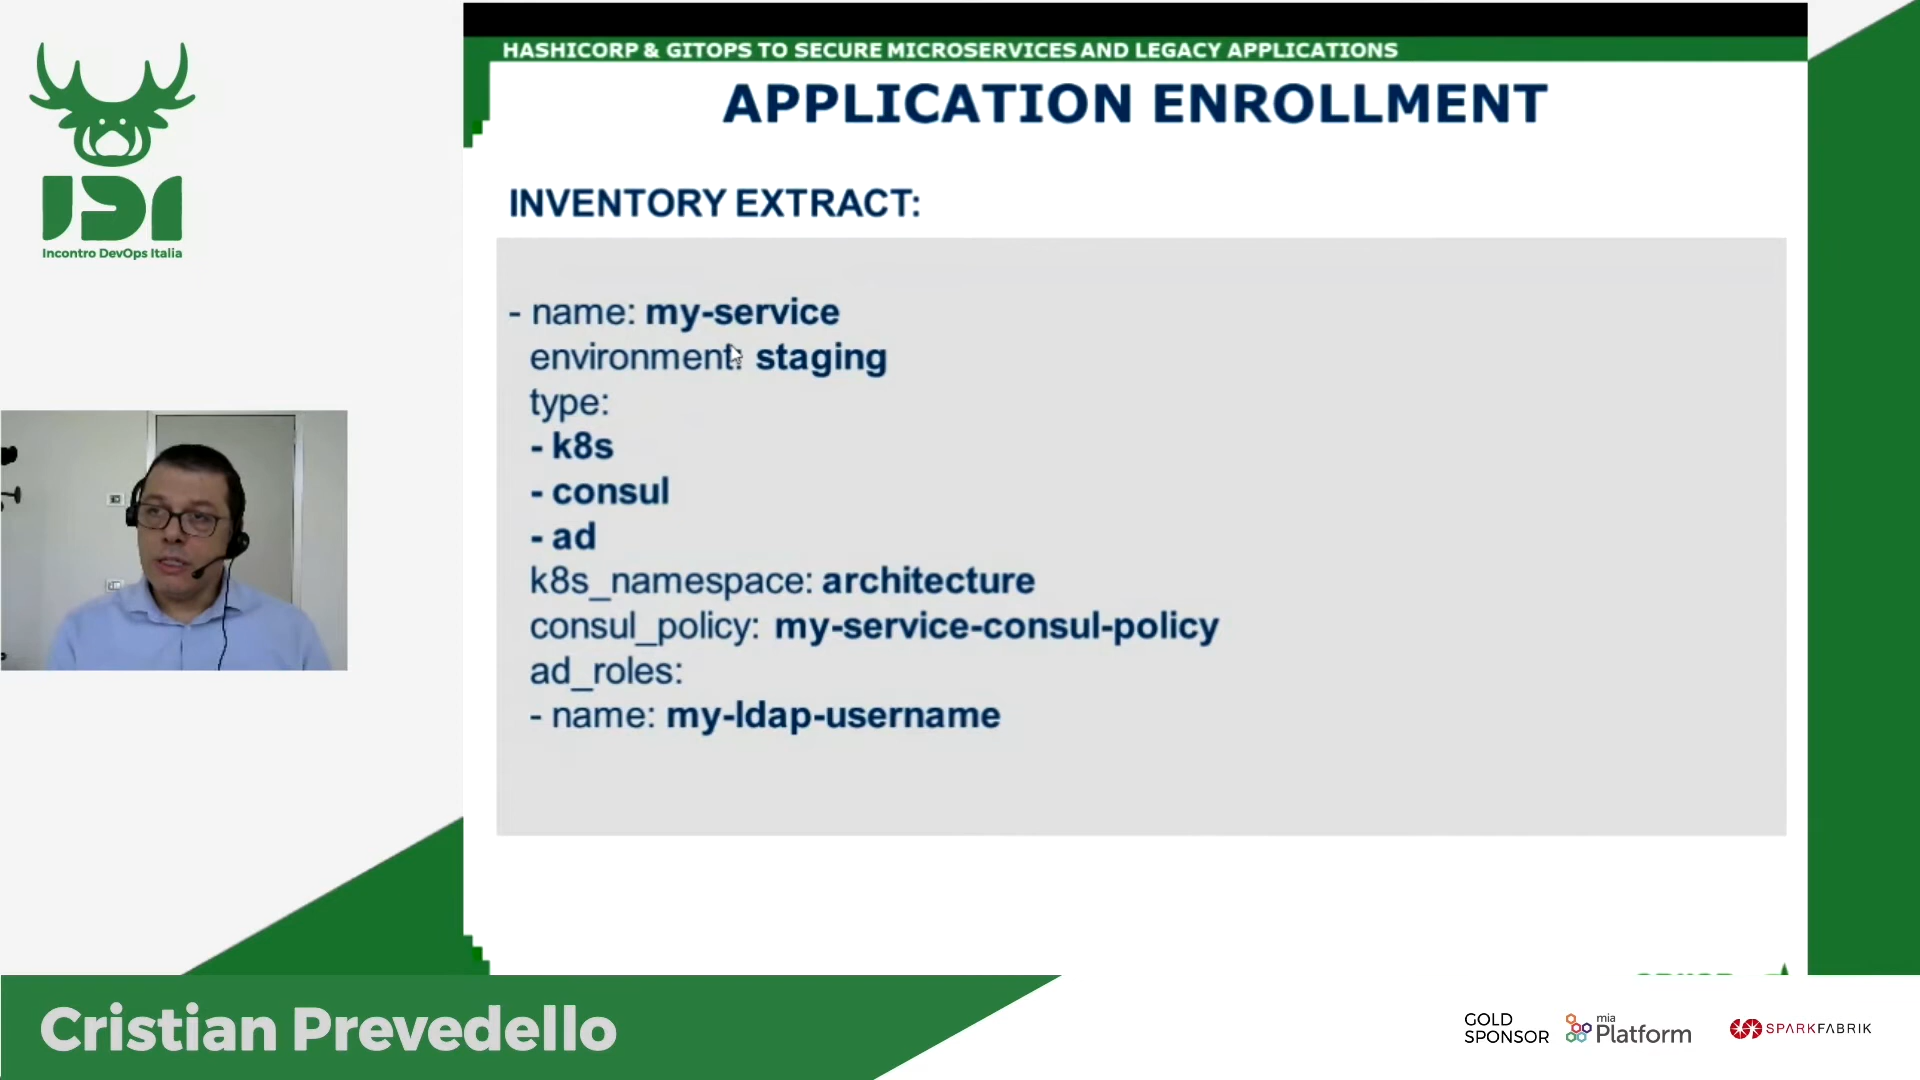 HASHICORP & GITOPS TO SECURE MICROSERVICES AND LEGACY APPLICATIONS
APPLICATION ENROLLMENT
INVENTORY EXTRACT:
- name: my-service
environment: staging
type:
- k8s
- consul
- ad
k8s_namespace: architecture
consul_policy: my-service-consul-policy
ad_roles:
- name: my-ldap-username
IDI
Incontro DevOps Italia
Cristian Prevedello
GOLD
SPONSOR
mia
Platform
SPARKFABRIK